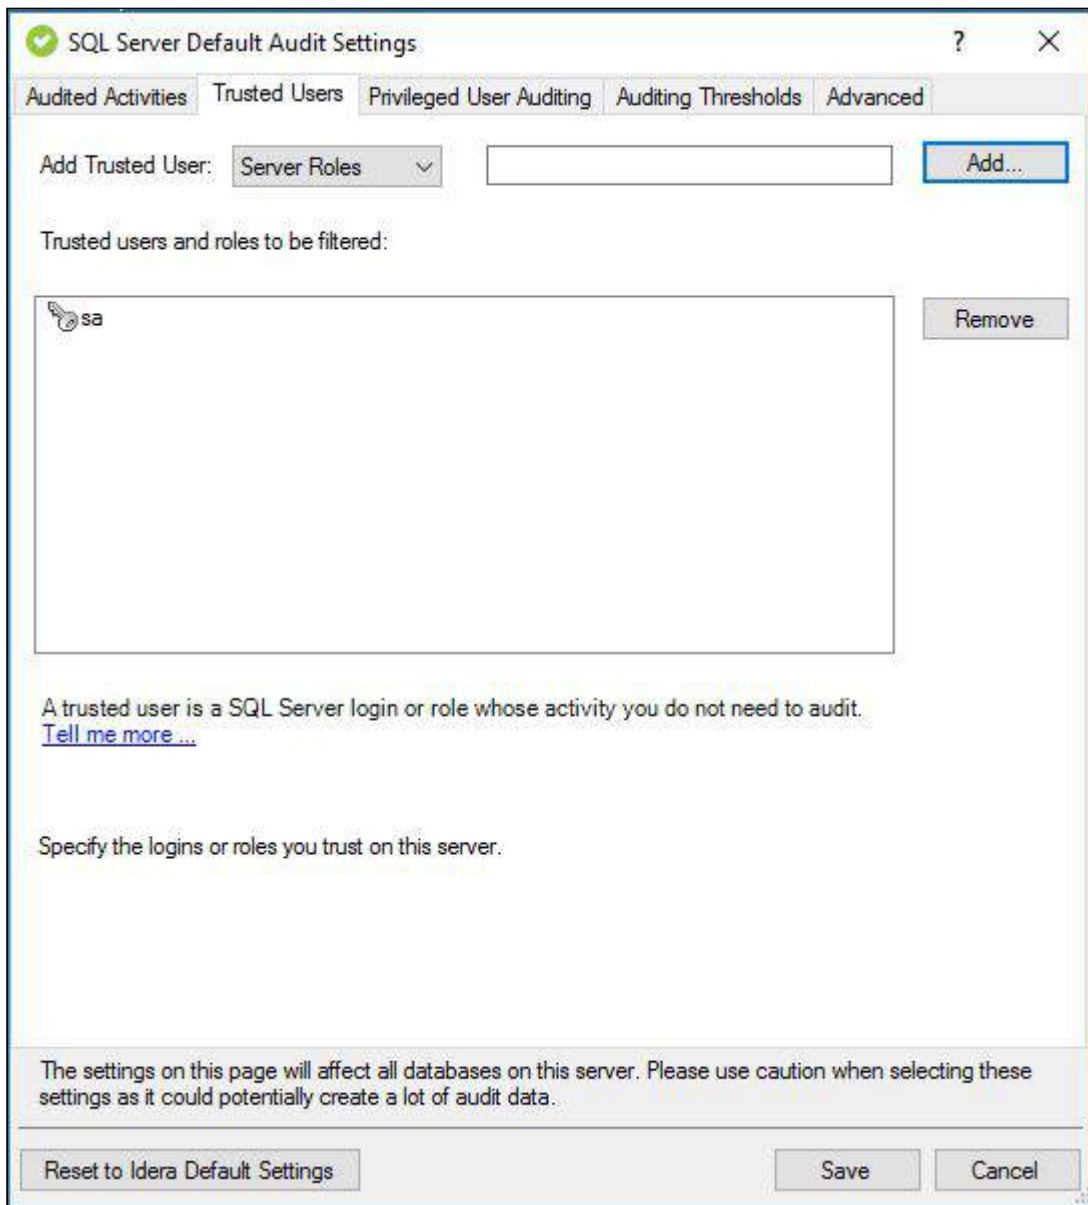 SQL Server Default Audit Settings ?
Audited Activities Trusted Users Privileged User Auditing Auditing Thresholds Advanced
Add Trusted User: Server Roles Add...
Trusted users and roles to be filtered:
sa
Remove
A trusted user is a SQL Server login or role whose activity you do not need to audit.
Tell me more ...
Specify the logins or roles you trust on this server.
The settings on this page will affect all databases on this server. Please use caution when selecting these
settings as it could potentially create a lot of audit data.
Reset to Idera Default Settings Save Cancel